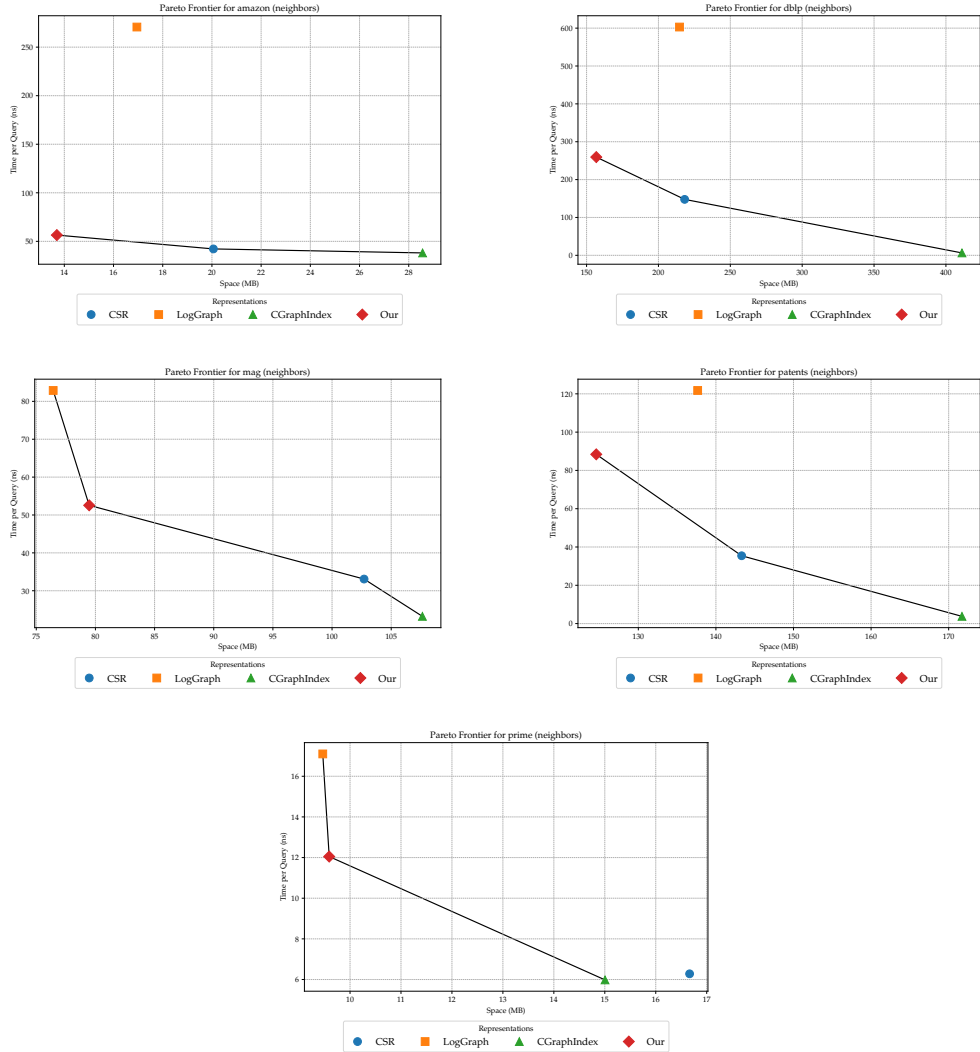 Pareto Frontier for amazon (neighbors)
Time per Query (ns)
250
200
150
100
50
14 16 18 20 22 24 26 28
Space (MB)
Representations
CSR LogGraph CGraphIndex Our
Pareto Frontier for dblp (neighbors)
Time per Query (ns)
600
500
400
300
200
100
0
150 200 250 300 350 400
Space (MB)
Representations
CSR LogGraph CGraphIndex Our
Pareto Frontier for mag (neighbors)
Time per Query (ns)
80
70
60
50
40
30
75 80 85 90 95 100 105
Space (MB)
Representations
CSR LogGraph CGraphIndex Our
Pareto Frontier for patents (neighbors)
Time per Query (ns)
120
100
80
60
40
20
0
130 140 150 160 170
Space (MB)
Representations
CSR LogGraph CGraphIndex Our
Pareto Frontier for prime (neighbors)
Time per Query (ns)
16
14
12
10
8
6
10 11 12 13 14 15 16 17
Space (MB)
Representations
CSR LogGraph CGraphIndex Our